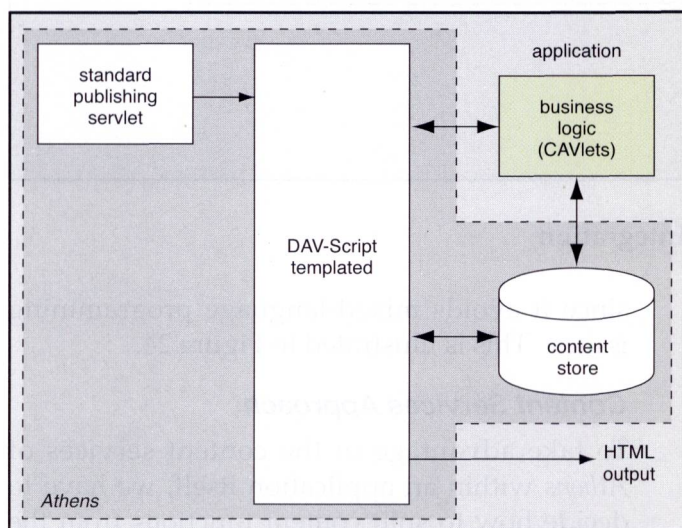 standard
publishing
servlet
application
business
logic
(CAVlets)
DAV-Script
templated
content
store
HTML
output
Athens